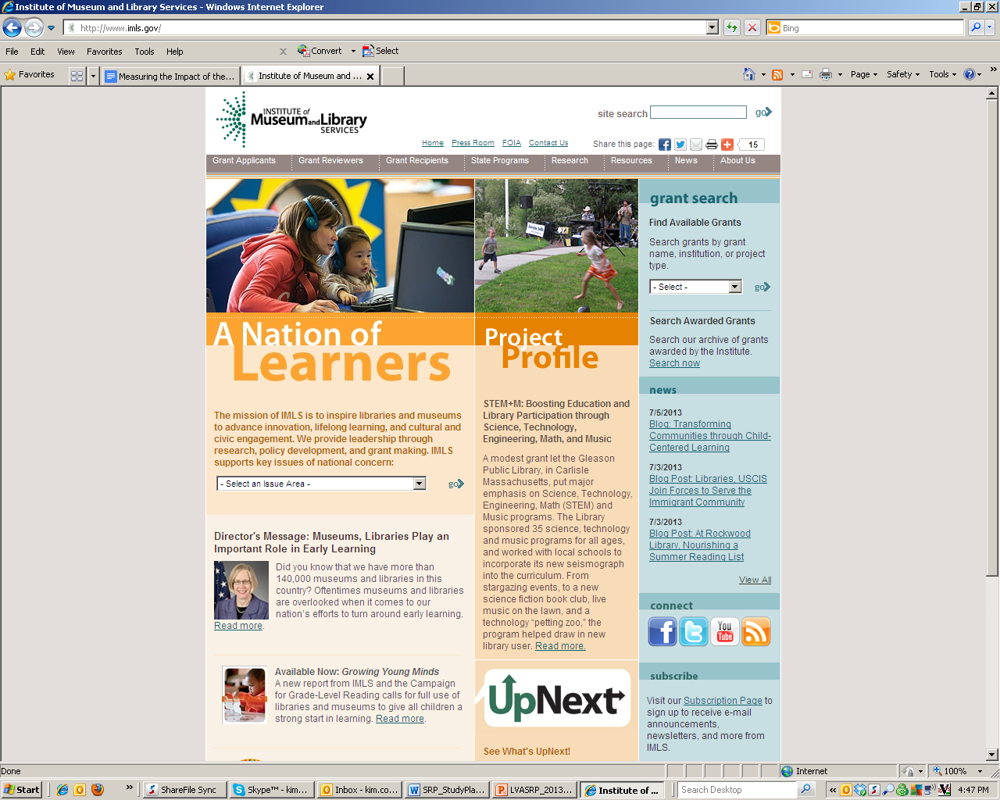 Institute of Museum and Library Services - Windows Internet Explorer
http://www.imls.gov/
Bing
File Edit View Favorites Tools Help
Convert Select
Favorites
Measuring the Impact of the...
Institute of Museum and ...
Page Safety Tools
INSTITUTE of
Museum and Library
SERVICES
site search
go
Home Press Room FOIA Contact Us
Share this page:
15
Grant Applicants Grant Reviewers Grant Recipients State Programs Research Resources News About Us
A Nation of
Learners
The mission of IMLS is to inspire libraries and museums
to advance innovation, lifelong learning, and cultural and
civic engagement. We provide leadership through
research, policy development, and grant making. IMLS
supports key issues of national concern:
- Select an Issue Area -
go
Director's Message: Museums, Libraries Play an
Important Role in Early Learning
Did you know that we have more than
140,000 museums and libraries in this
country? Oftentimes museums and libraries
are overlooked when it comes to our
nation's efforts to turn around early learning.
Read more.
Available Now: Growing Young Minds
A new report from IMLS and the Campaign
for Grade-Level Reading calls for full use of
libraries and museums to give all children a
strong start in learning. Read more.
Project
Profile
STEM+M: Boosting Education and
Library Participation through
Science, Technology,
Engineering, Math, and Music
A modest grant let the Gleason
Public Library, in Carlisle
Massachusetts, put major
emphasis on Science, Technology,
Engineering, Math (STEM) and
Music programs. The Library
sponsored 35 science, technology
and music programs for all ages,
and worked with local schools to
incorporate its new seismograph
into the curriculum. From
stargazing events, to a new
science fiction book club, live
music on the lawn, and a
technology “petting zoo,” the
program helped draw in new
library user. Read more.
UpNext
See What's UpNext!
grant search
Find Available Grants
Search grants by grant
name, institution, or project
type.
- Select -
go
Search Awarded Grants
Search our archive of grants
awarded by the Institute.
Search now
news
7/5/2013
Blog: Transforming
Communities through Child-
Centered Learning
7/3/2013
Blog Post: Libraries, USCIS
Join Forces to Serve the
Immigrant Community
7/3/2013
Blog Post: At Rockwood
Library, Nourishing a
Summer Reading List
View All
connect
You
Tube
subscribe
Visit our Subscription Page to
sign up to receive e-mail
announcements,
newsletters, and more from
IMLS.
Done
Internet
100%
Start
ShareFile Sync
Skype™ - kim...
Inbox - kim.co...
SRP_StudyPla...
LVASRP_2013...
Institute of ...
Search Desktop
4:47 PM